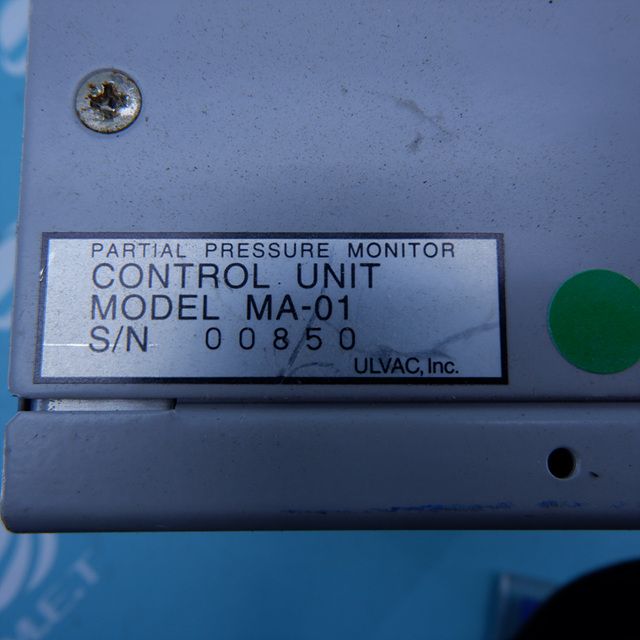 PARTIAL PRESSURE MONITOR
CONTROL UNIT
MODEL MA-01
S/N 00850
ULVAC, Inc.